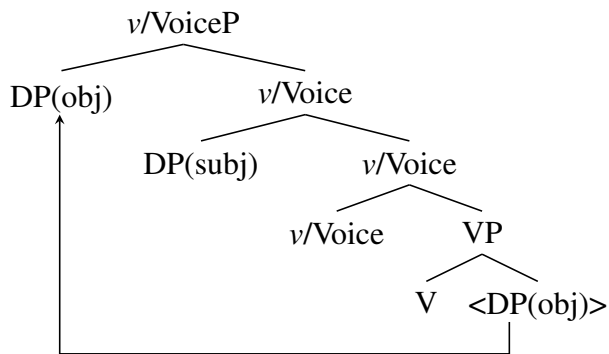 v/VoiceP
DP(obj) v/Voice
DP(subj) v/Voice
v/Voice VP
V <DP(obj)>